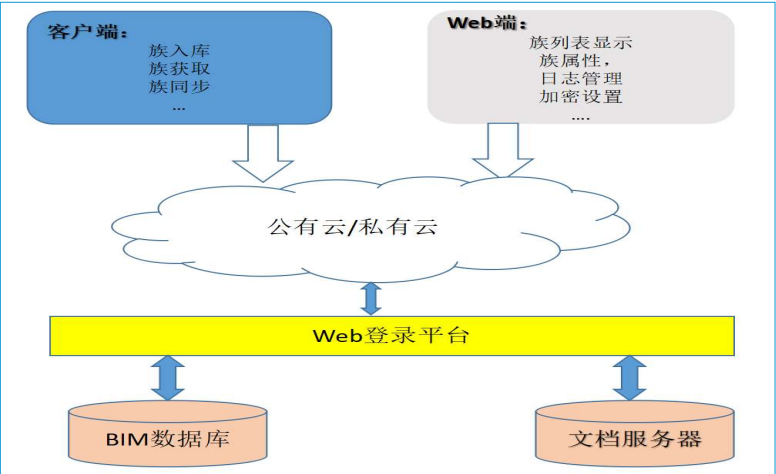 客户端：
族入库
族获取
族同步
…
Web端：
族列表显示
族属性，
日志管理
加密设置
….
公有云/私有云
Web登录平台
BIM数据库
文档服务器